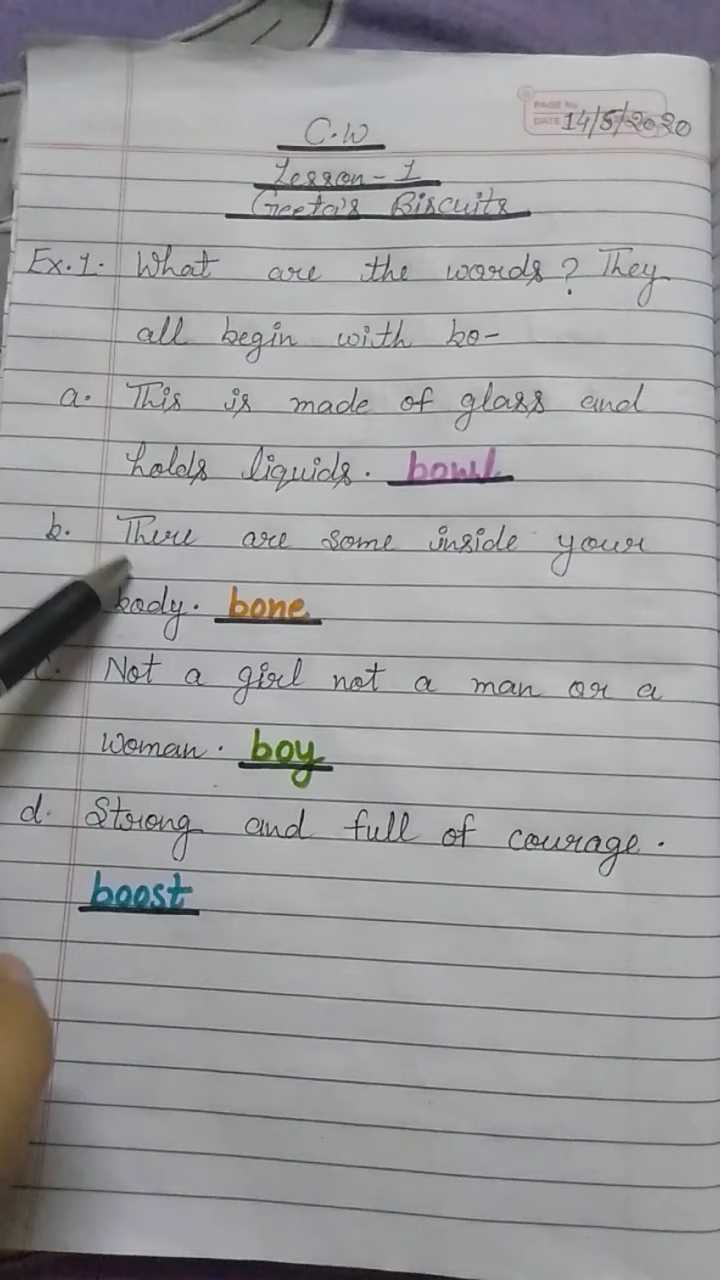 PAGE No
DATE 14/5/2020
C.W
Lesson-1
Geeta's Biscuits
Ex.1. What are the words? They
all begin with bo-
a. This is made of glass and
holds liquids. bowl
b. There are some inside your
body. bone
c. Not a girl not a man or a
woman. boy
d. Strong and full of courage.
boost